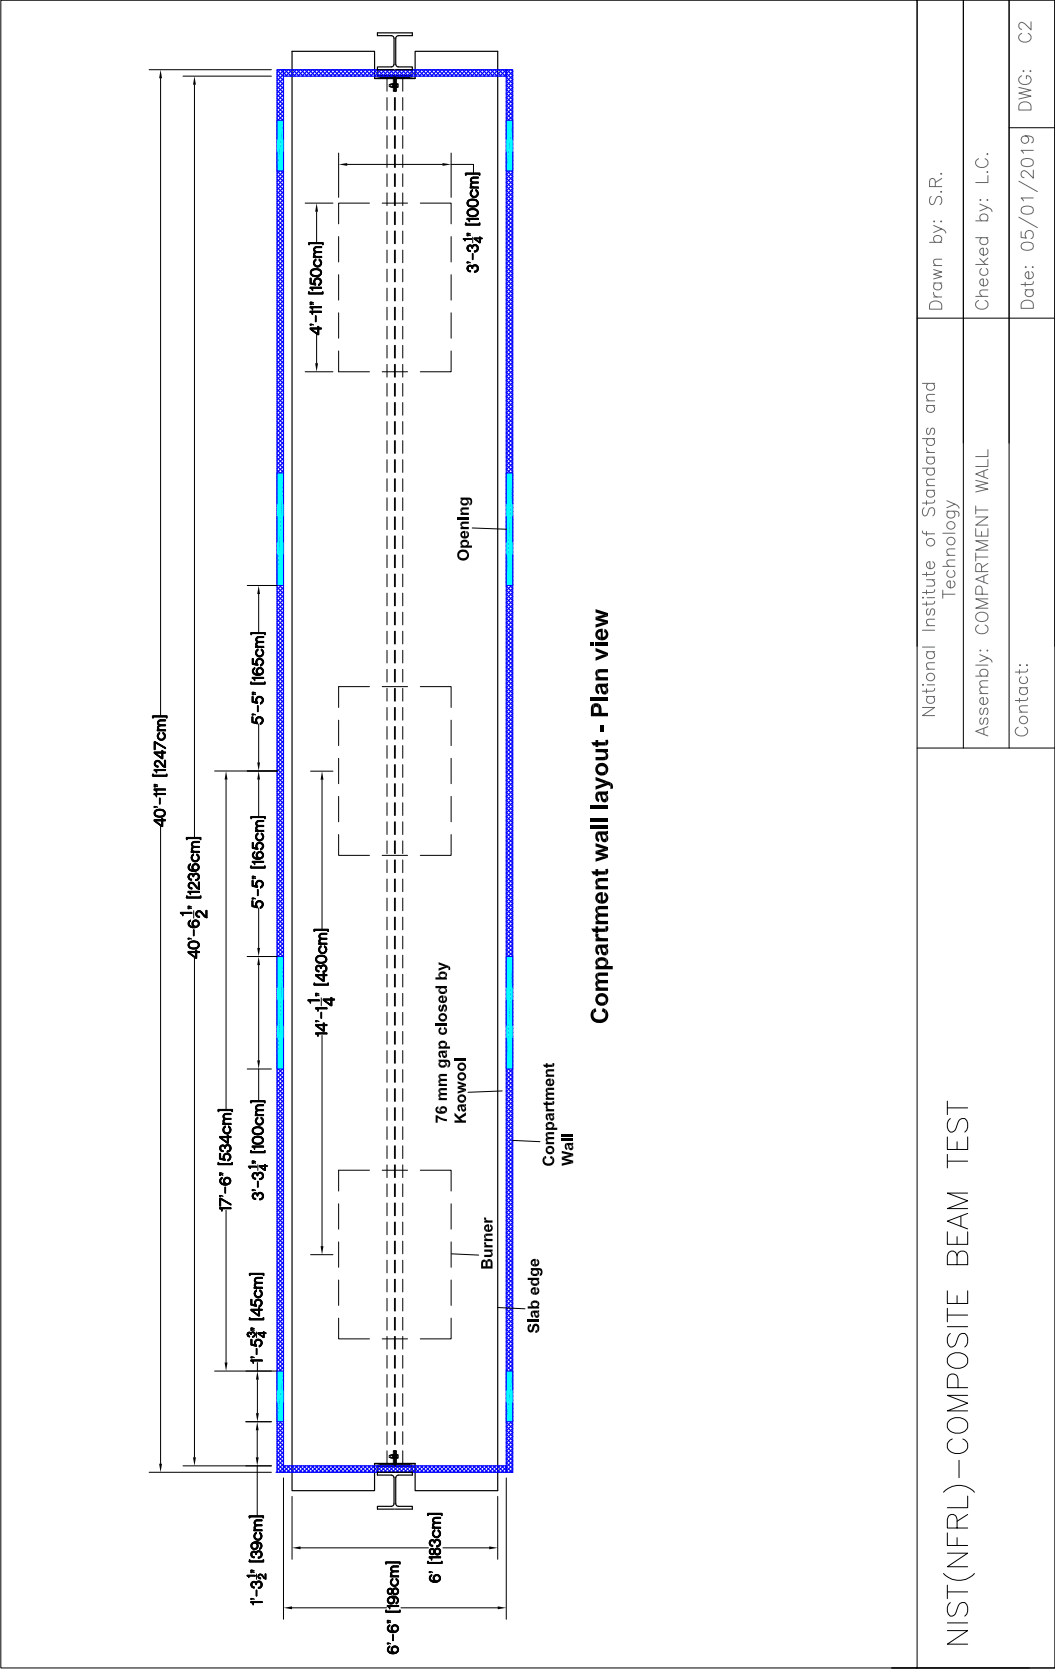 40'-11" [1247cm]
40'-6½" [1236cm]
17'-6" [534cm]
1'-3½" [39cm]
1'-5¾" [45cm]
3'-3¼" [100cm]
5'-5" [165cm]
5'-5" [165cm]
14'-1¼" [430cm]
4'-11" [150cm]
3'-3¼" [100cm]
6'-6" [198cm]
6' [183cm]
Slab edge
Burner
76 mm gap closed by
Kaowool
Compartment
Wall
Opening
Compartment wall layout - Plan view
NIST(NFRL)-COMPOSITE BEAM TEST
National Institute of Standards and
Technology
Assembly: COMPARTMENT WALL
Contact:
Drawn by: S.R.
Checked by: L.C.
Date: 05/01/2019
DWG: C2